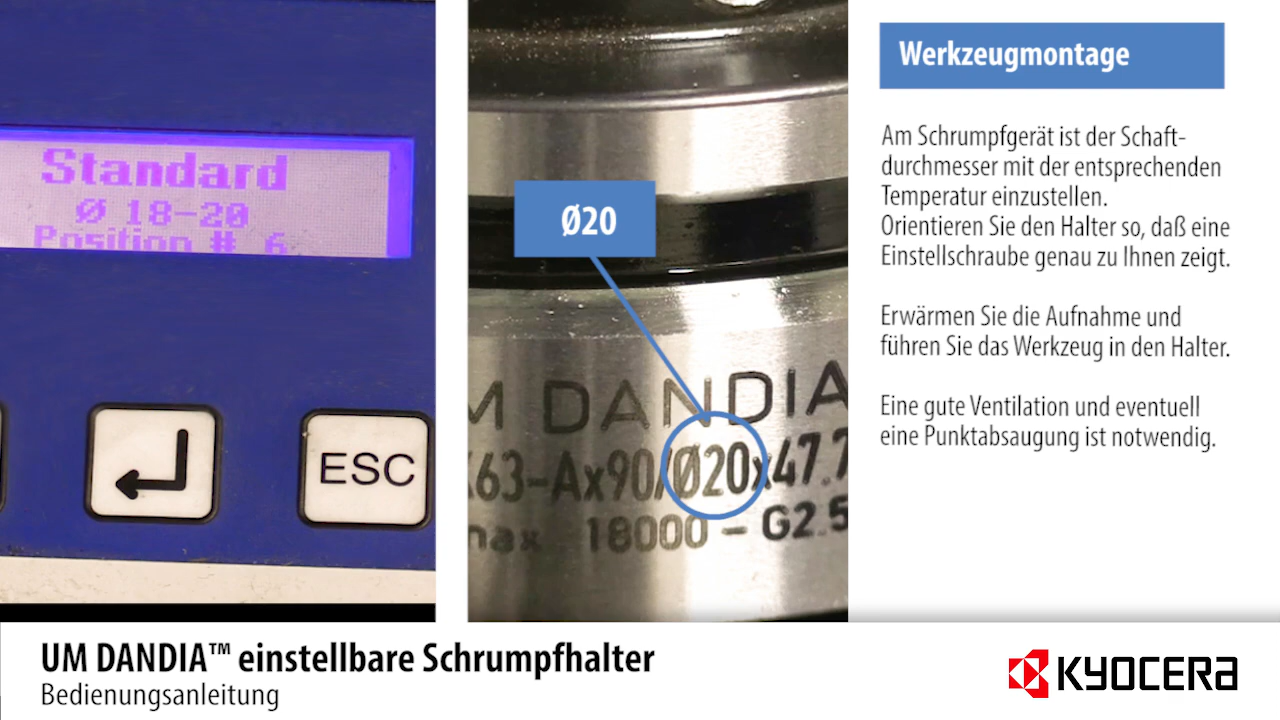 Standard
Ø 18-20
Position # 6
ESC
Ø20
M DANDIA
63-Ax90/Ø20x47.7
max 18000 - G2.5
Werkzeugmontage
Am Schrumpfgerät ist der Schaft-
durchmesser mit der entsprechenden
Temperatur einzustellen.
Orientieren Sie den Halter so, daß eine
Einstellschraube genau zu Ihnen zeigt.
Erwärmen Sie die Aufnahme und
führen Sie das Werkzeug in den Halter.
Eine gute Ventilation und eventuell
eine Punktabsaugung ist notwendig.
UM DANDIA™ einstellbare Schrumpfhalter
Bedienungsanleitung
KYOCERA